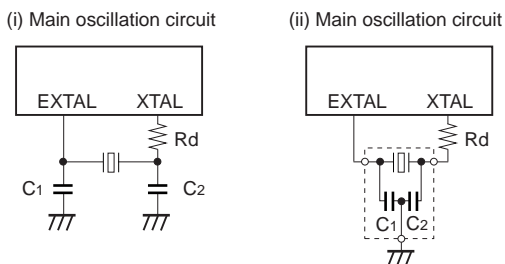 (i) Main oscillation circuit
(ii) Main oscillation circuit
EXTAL XTAL
EXTAL XTAL
Rd
Rd
C1
C2
C1 C2